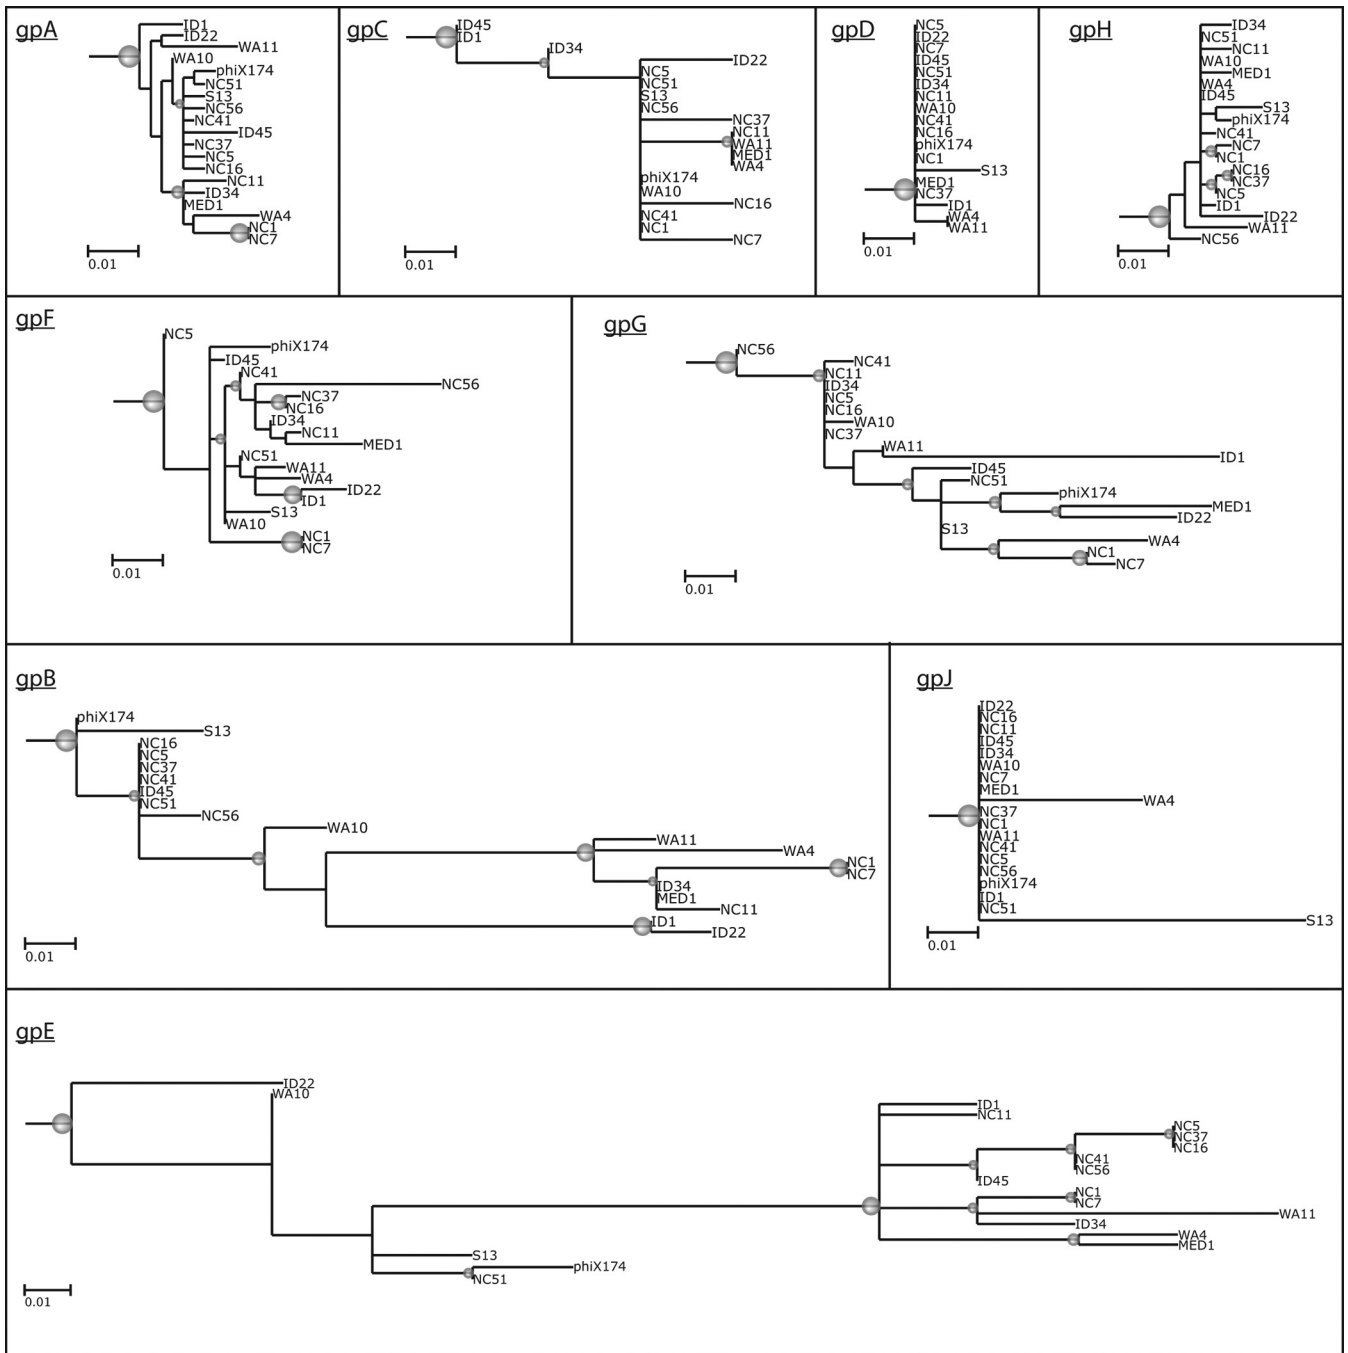 gpA
ID1
ID22
WA11
WA10
phiX174
NC51
S13
NC56
NC41
ID45
NC37
NC5
NC16
NC11
ID34
MED1
WA4
NC1
NC7
0.01
gpC
ID45
ID1
ID34
ID22
NC5
NC51
S13
NC56
NC37
NC11
WA11
MED1
WA4
phiX174
WA10
NC16
NC41
NC1
NC7
0.01
gpD
NC5
ID22
NC7
ID45
NC51
ID34
NC11
WA10
NC41
NC16
phiX174
NC1
S13
MED1
NC37
ID1
WA4
WA11
0.01
gpH
ID34
NC51
NC11
WA10
MED1
WA4
ID45
S13
phiX174
NC41
NC7
NC1
NC16
NC37
NC5
ID1
ID22
WA11
NC56
0.01
gpF
NC5
phiX174
ID45
NC41
NC56
NC37
NC16
ID34
NC11
MED1
NC51
WA11
WA4
ID22
ID1
S13
WA10
NC1
NC7
0.01
gpG
NC56
NC41
NC11
ID34
NC5
NC16
WA10
NC37
WA11
ID1
ID45
NC51
phiX174
MED1
ID22
S13
WA4
NC1
NC7
0.01
gpB
phiX174
S13
NC16
NC5
NC37
NC41
ID45
NC51
NC56
WA10
WA11
WA4
NC1
NC7
ID34
MED1
NC11
ID1
ID22
0.01
gpJ
ID22
NC16
NC11
ID45
ID34
WA10
NC7
MED1
WA4
NC37
NC1
WA11
NC41
NC5
NC56
phiX174
ID1
NC51
S13
0.01
gpE
ID22
WA10
ID1
NC11
NC5
NC37
NC16
NC41
NC56
ID45
NC1
NC7
WA11
ID34
WA4
MED1
S13
phiX174
NC51
0.01